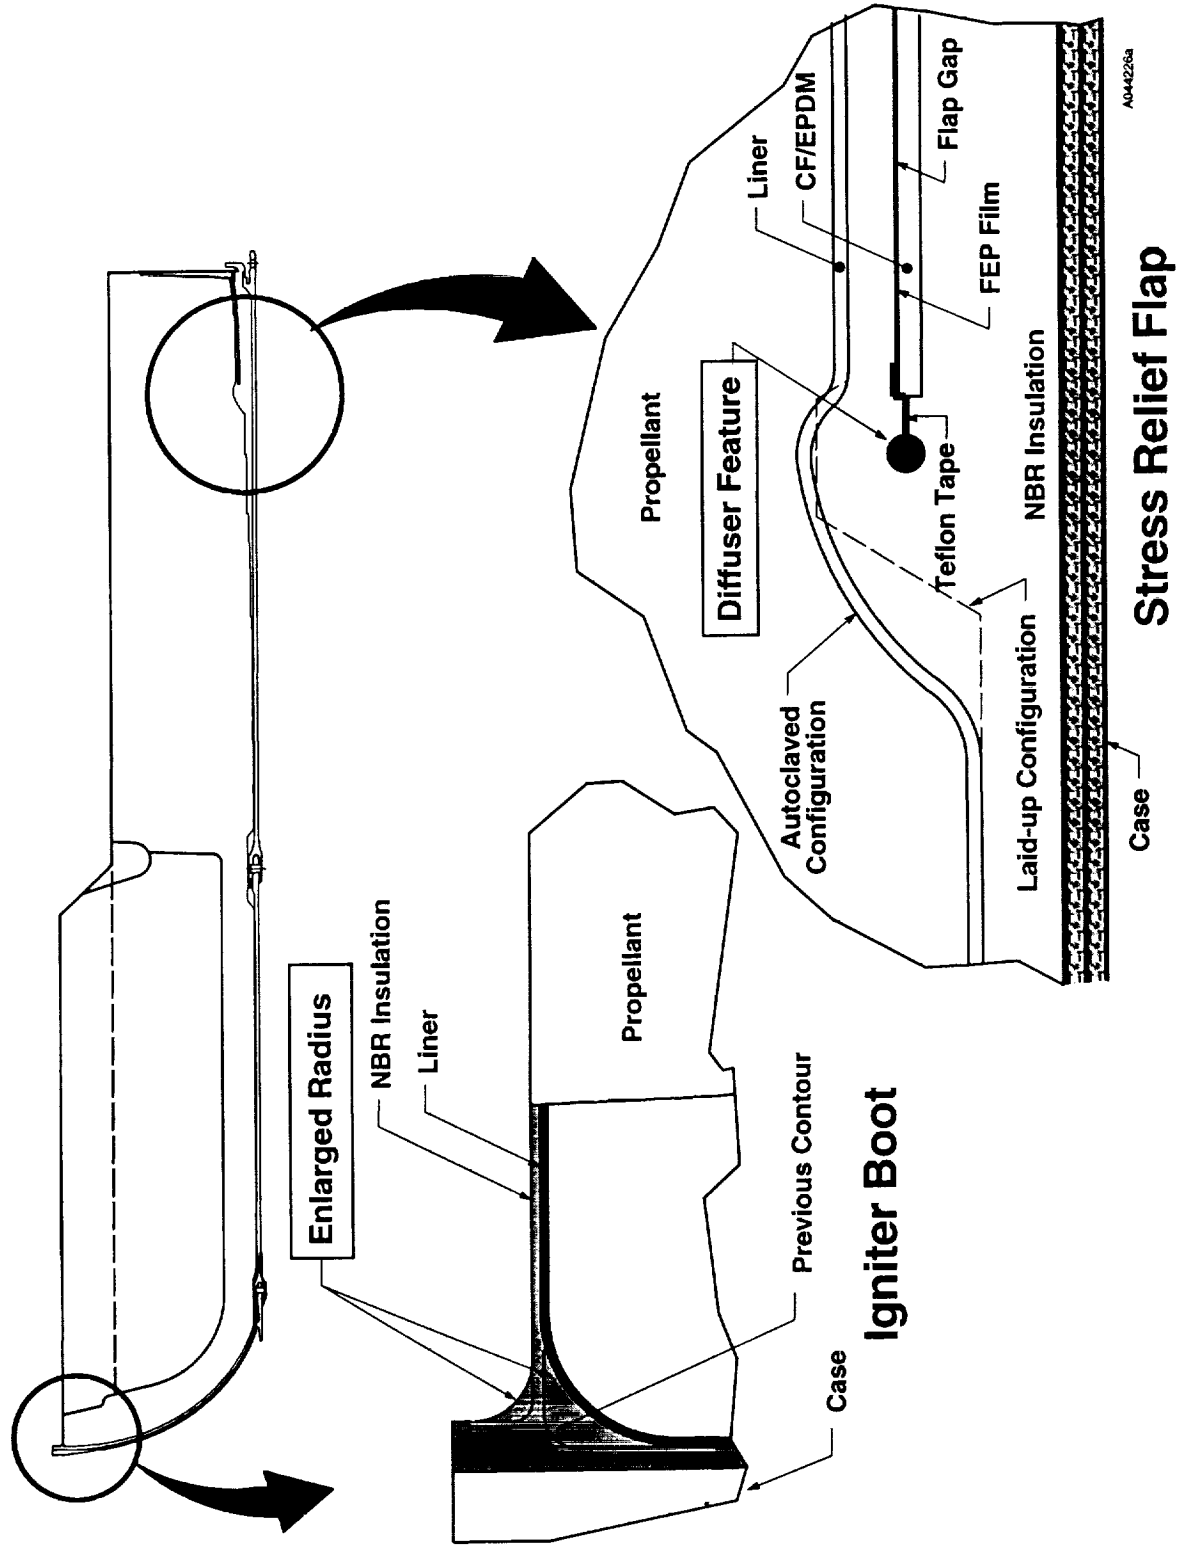 Enlarged Radius
NBR Insulation
Liner
Propellant
Previous Contour
Case
Igniter Boot
Propellant
Diffuser Feature
Liner
CF/EPDM
Flap Gap
FEP Film
Teflon Tape
NBR Insulation
Autoclaved
Configuration
Laid-up Configuration
Case
Stress Relief Flap
A044226a